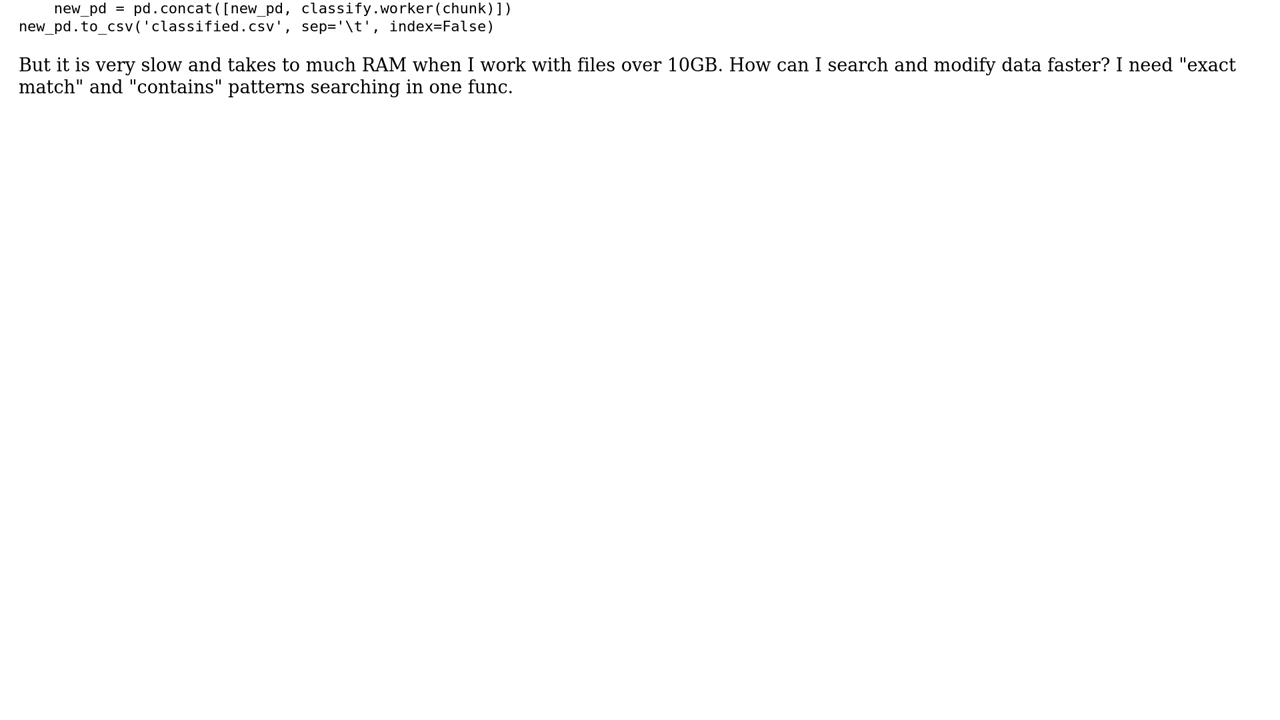 new_pd = pd.concat([new_pd, classify.worker(chunk)])
new_pd.to_csv('classified.csv', sep='\t', index=False)
But it is very slow and takes to much RAM when I work with files over 10GB. How can I search and modify data faster? I need "exact
match" and "contains" patterns searching in one func.